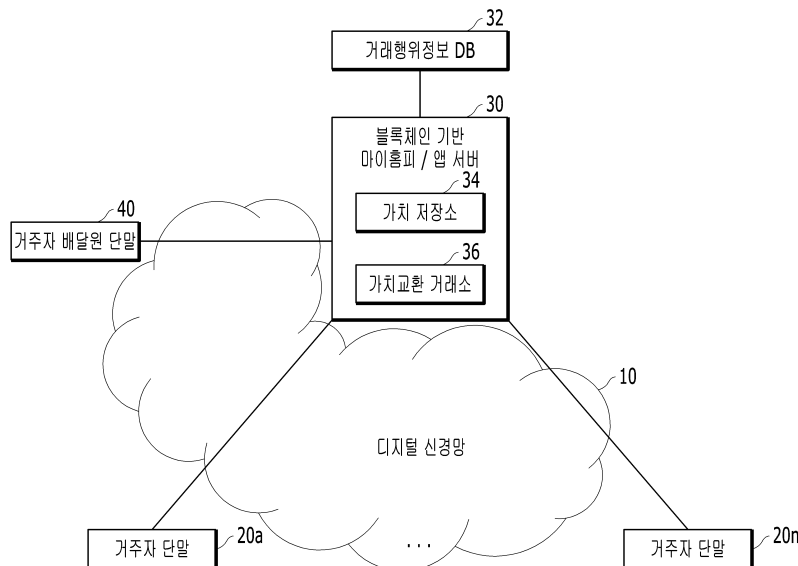 32
거래행위정보 DB
30
블록체인 기반
마이홈피 / 앱 서버
34
가치 저장소
40
거주자 배달원 단말
36
가치교환 거래소
10
디지털 신경망
20a
거주자 단말
...
20n
거주자 단말